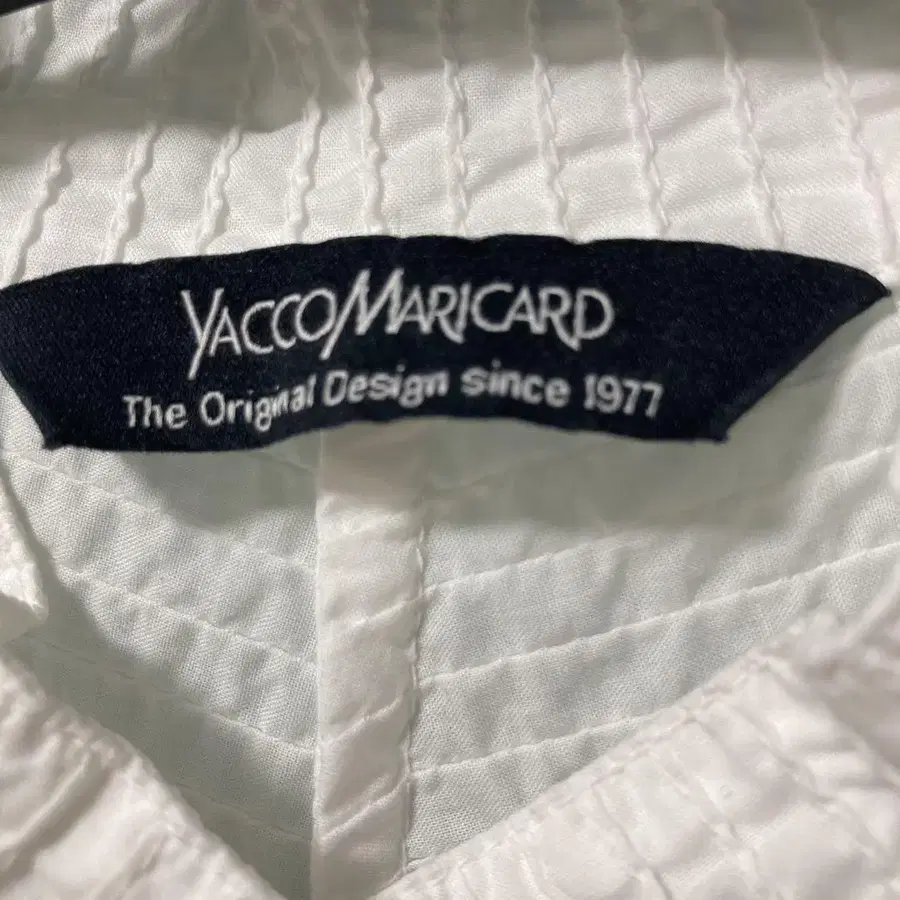 YACCOMARICARD
The Original Design since 1977